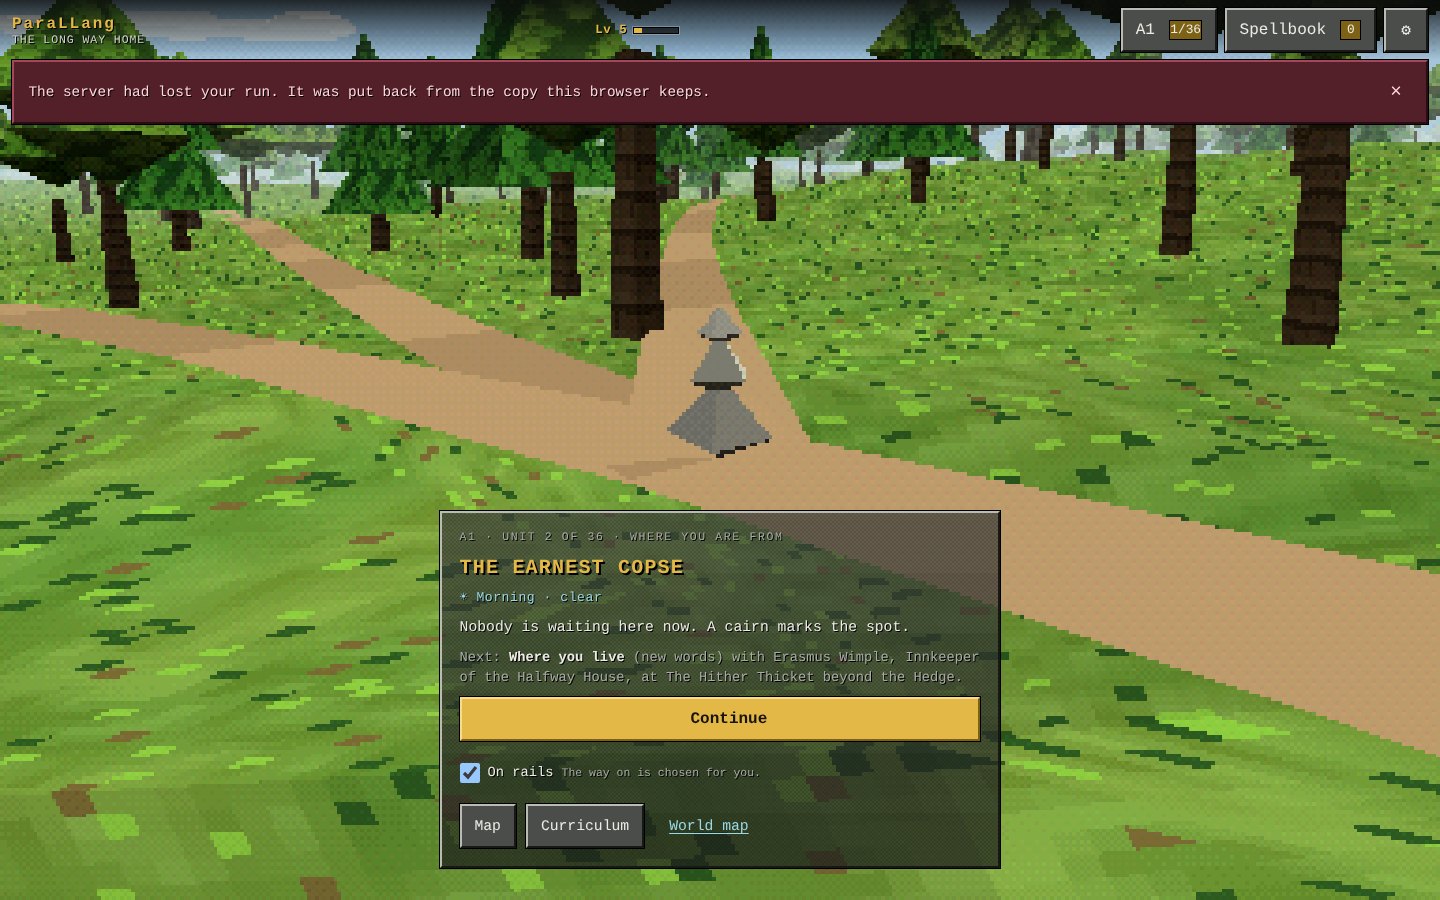 ParaLLang
THE LONG WAY HOME
Lv 5
A1 1/36
Spellbook 0
⚙
The server had lost your run. It was put back from the copy this browser keeps.
×
A1 · UNIT 2 OF 36 · WHERE YOU ARE FROM
THE EARNEST COPSE
☀ Morning · clear
Nobody is waiting here now. A cairn marks the spot.
Next: Where you live (new words) with Erasmus Wimple, Innkeeper
of the Halfway House, at The Hither Thicket beyond the Hedge.
Continue
On rails The way on is chosen for you.
Map
Curriculum
World map